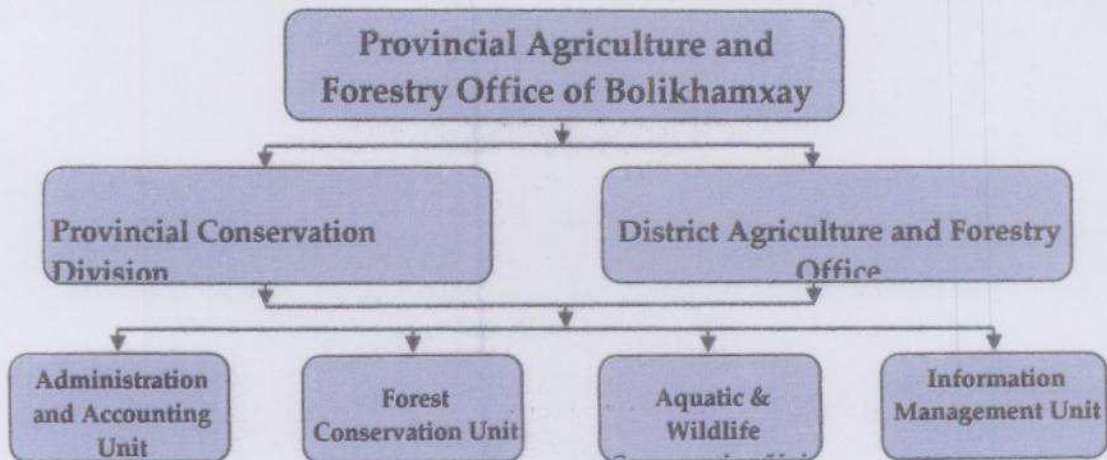 Provincial Agriculture and
Forestry Office of Bolikhamxay
Provincial Conservation
Division
District Agriculture and Forestry
Office
Administration
and Accounting
Unit
Forest
Conservation Unit
Aquatic &
Wildlife
Information
Management Unit